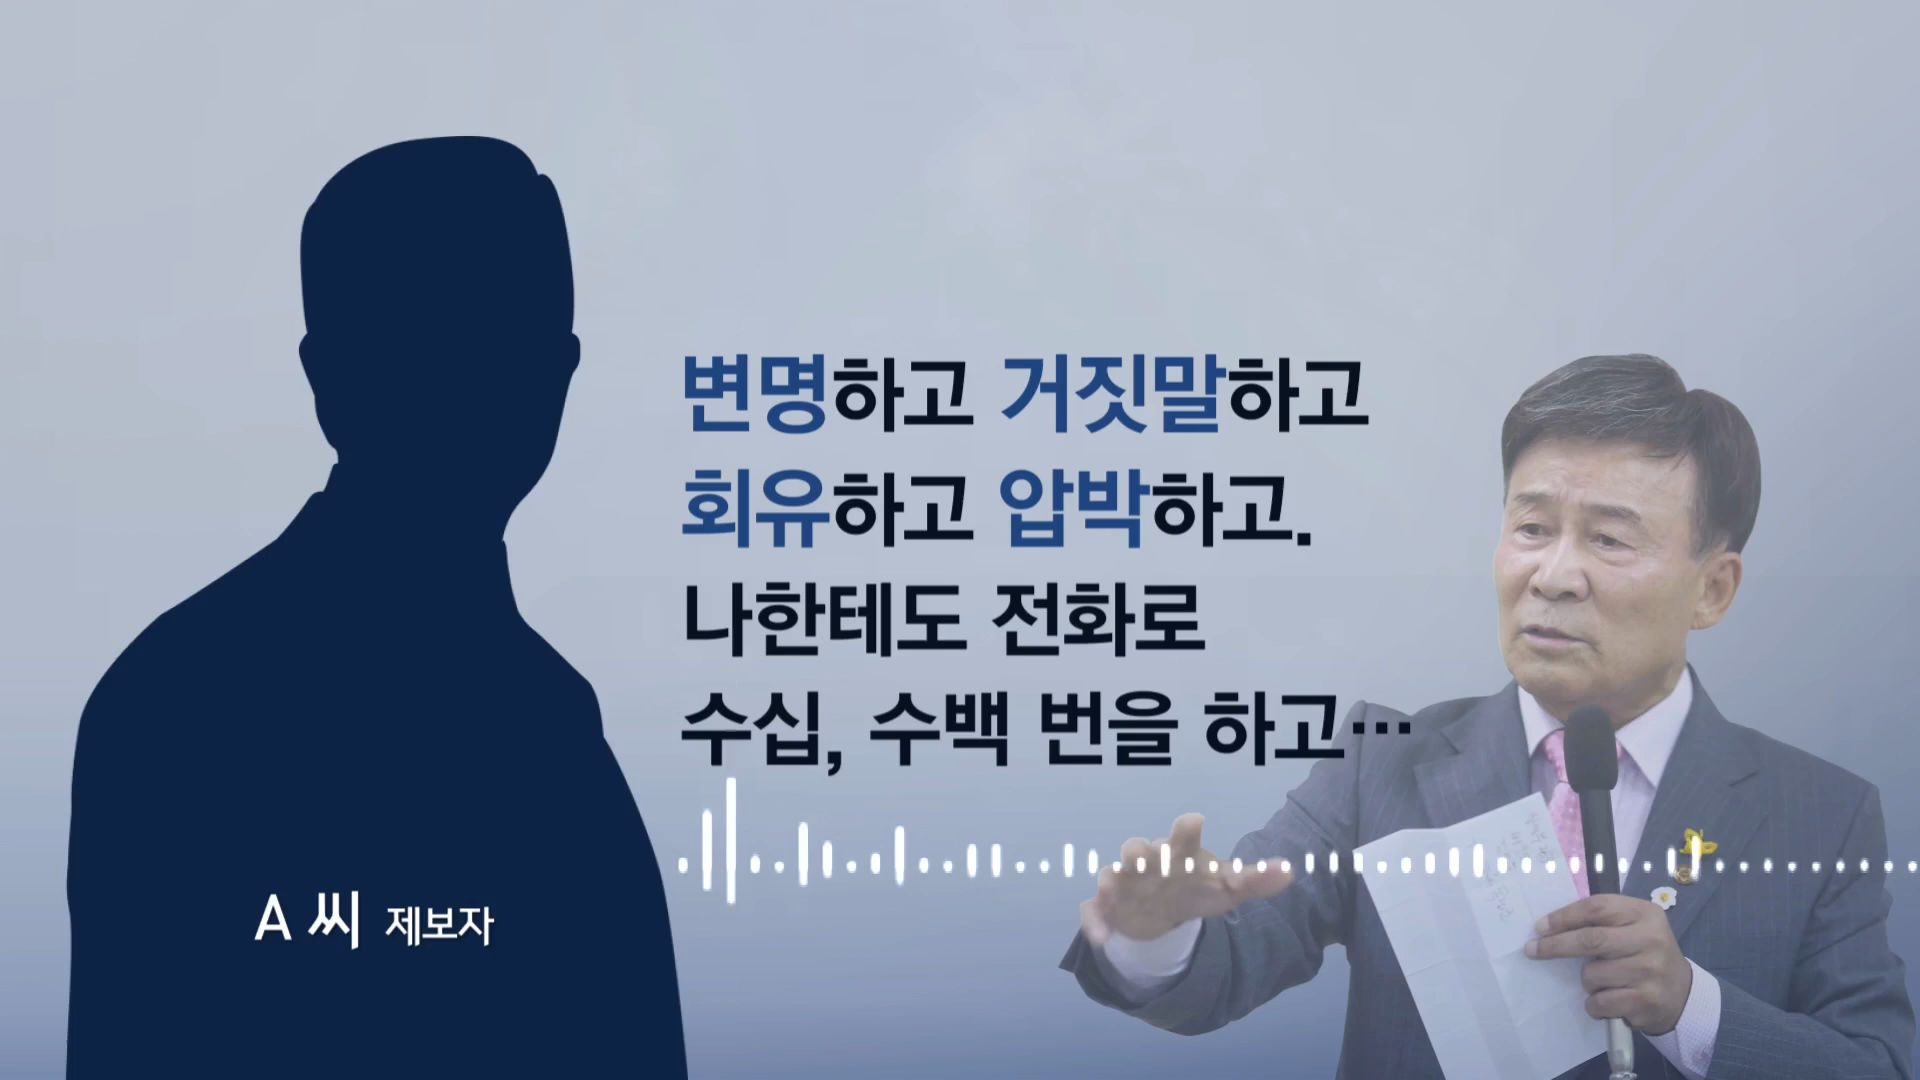 변명하고 거짓말하고
회유하고 압박하고.
나한테도 전화로
수십, 수백 번을 하고…
A 씨 제보자